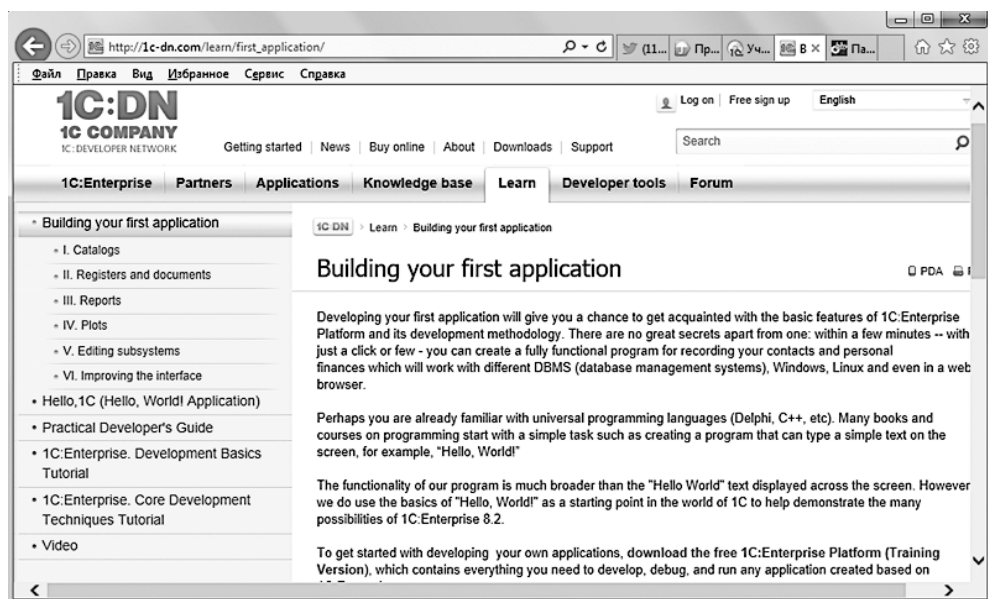 http://1c-dn.com/learn/first_application/
(11... Пр... Уч... В × Па...
Файл Правка Вид Избранное Сервис Справка
1C:DN
1C COMPANY
1C:DEVELOPER NETWORK
Log on Free sign up English
Getting started News Buy online About Downloads Support
Search
1C:Enterprise Partners Applications Knowledge base Learn Developer tools Forum
Building your first application
I. Catalogs
II. Registers and documents
III. Reports
IV. Plots
V. Editing subsystems
VI. Improving the interface
Hello,1C (Hello, World! Application)
Practical Developer's Guide
1C:Enterprise. Development Basics
Tutorial
1C:Enterprise. Core Development
Techniques Tutorial
Video
1C:DN > Learn > Building your first application
Building your first application
PDA
Developing your first application will give you a chance to get acquainted with the basic features of 1C:Enterprise
Platform and its development methodology. There are no great secrets apart from one: within a few minutes -- with
just a click or few - you can create a fully functional program for recording your contacts and personal
finances which will work with different DBMS (database management systems), Windows, Linux and even in a web
browser.
Perhaps you are already familiar with universal programming languages (Delphi, C++, etc). Many books and
courses on programming start with a simple task such as creating a program that can type a simple text on the
screen, for example, "Hello, World!"
The functionality of our program is much broader than the "Hello World" text displayed across the screen. However
we do use the basics of "Hello, World!" as a starting point in the world of 1C to help demonstrate the many
possibilities of 1C:Enterprise 8.2.
To get started with developing your own applications, download the free 1C:Enterprise Platform (Training
Version), which contains everything you need to develop, debug, and run any application created based on